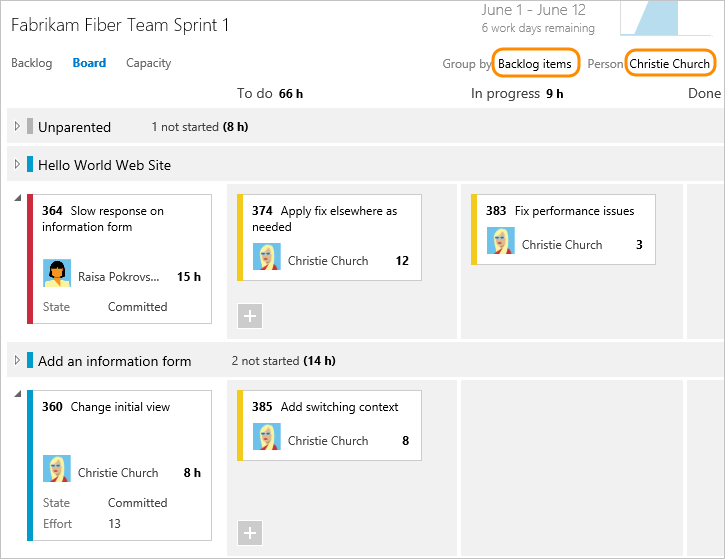 June 1 - June 12
Fabrikam Fiber Team Sprint 1
6 work days remaining
Backlog Board Capacity Group by Backlog items Person Christie Church
To do 66 h In progress 9 h Done
Unparented 1 not started (8 h)
Hello World Web Site
364 Slow response on
information form
Raisa Pokrovs... 15 h
State Committed
374 Apply fix elsewhere as
needed
Christie Church 12
383 Fix performance issues
Christie Church 3
Add an information form 2 not started (14 h)
360 Change initial view
Christie Church 8 h
State Committed
Effort 13
385 Add switching context
Christie Church 8